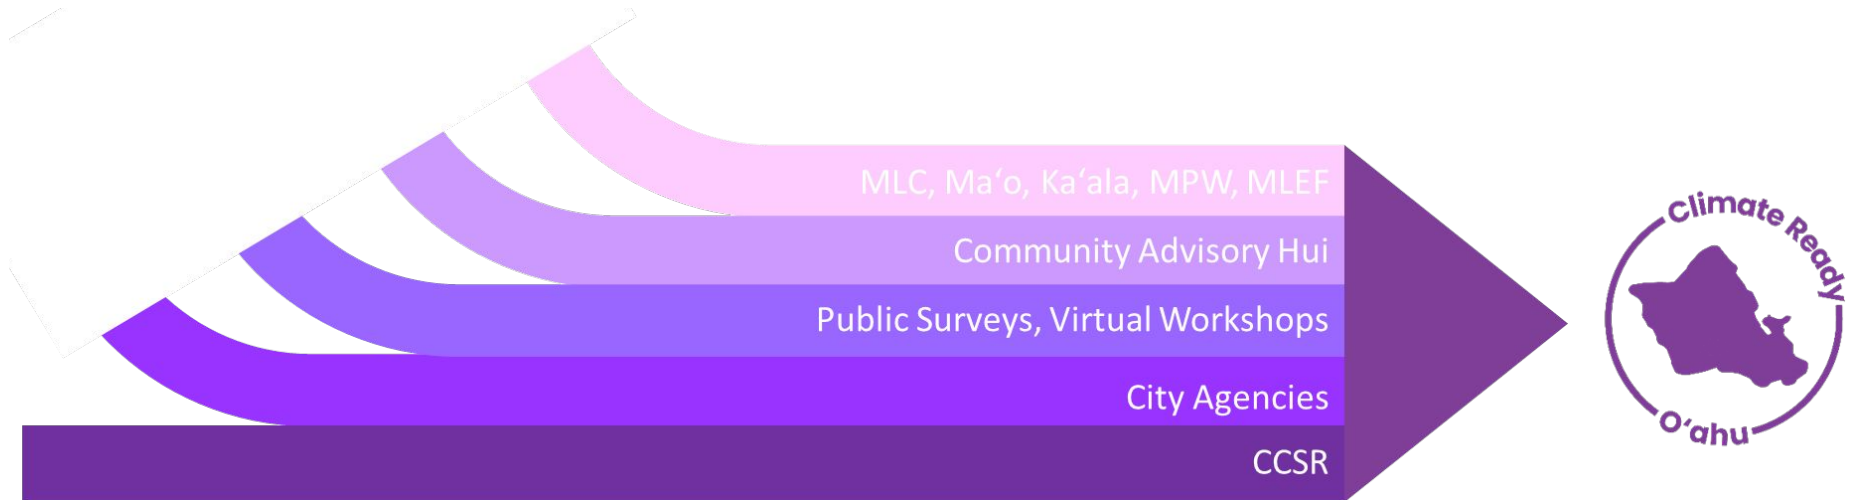 MLC, Ma‘o, Ka‘ala, MPW, MLEF
Community Advisory Hui
Public Surveys, Virtual Workshops
City Agencies
CCSR
Climate Ready
O‘ahu